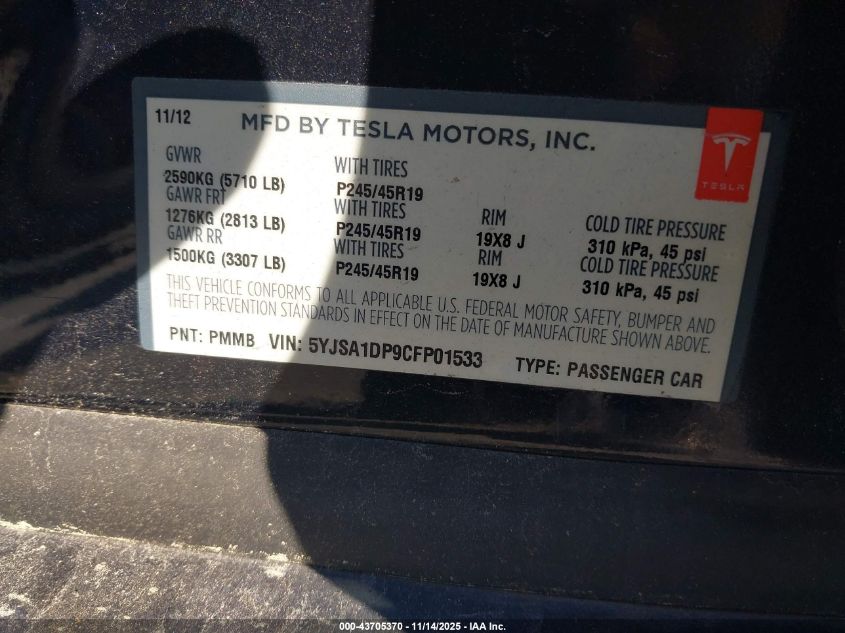 11/12 MFD BY TESLA MOTORS, INC.
TESLA
GVWR WITH TIRES
2590KG (5710 LB) P245/45R19
GAWR FRT WITH TIRES RIM COLD TIRE PRESSURE
1276KG (2813 LB) P245/45R19 19X8 J 310 kPa, 45 psi
GAWR RR WITH TIRES RIM COLD TIRE PRESSURE
1500KG (3307 LB) P245/45R19 19X8 J 310 kPa, 45 psi
THIS VEHICLE CONFORMS TO ALL APPLICABLE U.S. FEDERAL MOTOR SAFETY, BUMPER AND
THEFT PREVENTION STANDARDS IN EFFECT ON THE DATE OF MANUFACTURE SHOWN ABOVE.
PNT: PMMB VIN: 5YJSA1DP9CFP01533 TYPE: PASSENGER CAR
000-43705370 - 11/14/2025 - IAA Inc.